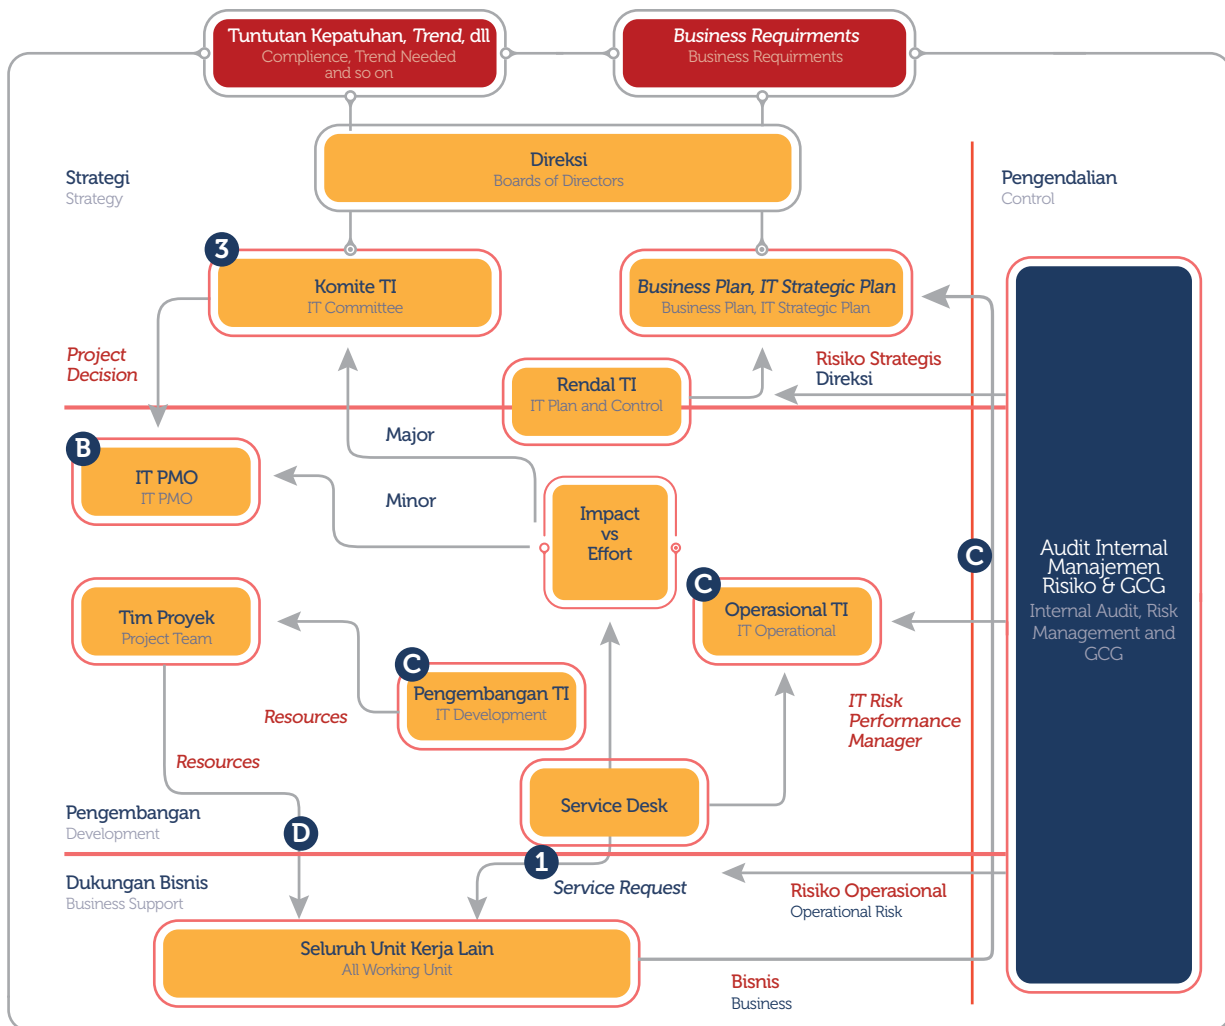 Tuntutan Kepatuhan, Trend, dll
Complience, Trend Needed
and so on
Business Requirments
Business Requirments
Direksi
Boards of Directors
Strategi
Strategy
Pengendalian
Control
3
Komite TI
IT Committee
Business Plan, IT Strategic Plan
Business Plan, IT Strategic Plan
Project
Decision
Risiko Strategis
Direksi
Rendal TI
IT Plan and Control
Major
B
IT PMO
IT PMO
Minor
Impact
vs
Effort
C
Audit Internal
Manajemen
Risiko & GCG
Internal Audit, Risk
Management and
GCG
C
Operasional TI
IT Operational
Tim Proyek
Project Team
C
Pengembangan TI
IT Development
Resources
IT Risk
Performance
Manager
Resources
Service Desk
Pengembangan
Development
D
1
Dukungan Bisnis
Business Support
Service Request
Risiko Operasional
Operational Risk
Seluruh Unit Kerja Lain
All Working Unit
Bisnis
Business